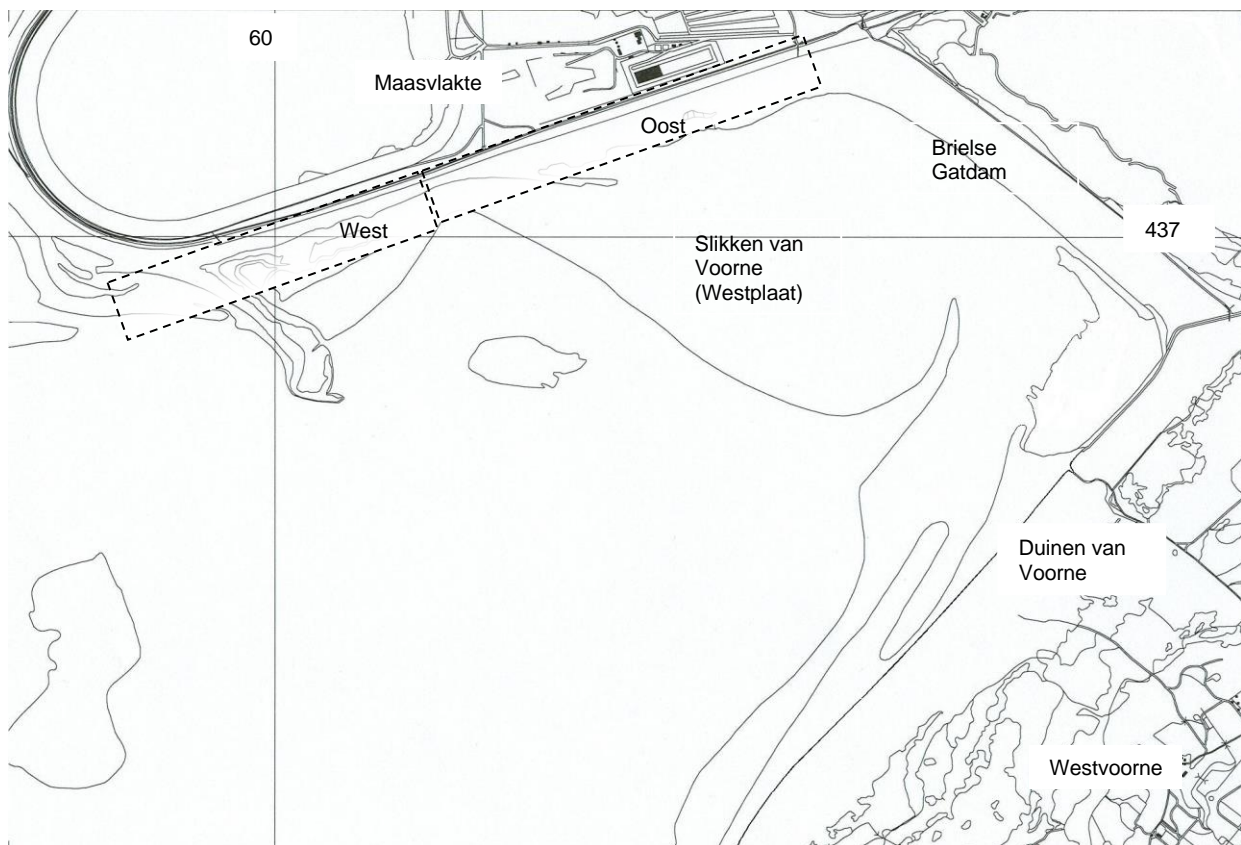 60
Maasvlakte
Oost
Brielse
Gatdam
West
437
Slikken van
Voorne
(Westplaat)
Duinen van
Voorne
Westvoorne